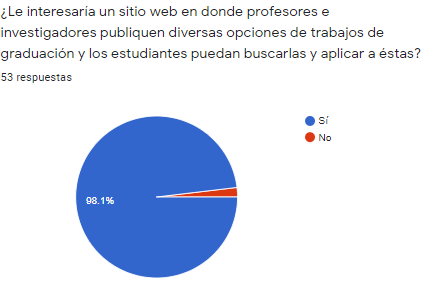 ¿Le interesaría un sitio web en donde profesores e
investigadores publiquen diversas opciones de trabajos de
graduación y los estudiantes puedan buscarlas y aplicar a éstas?
53 respuestas
Sí
No
98.1%